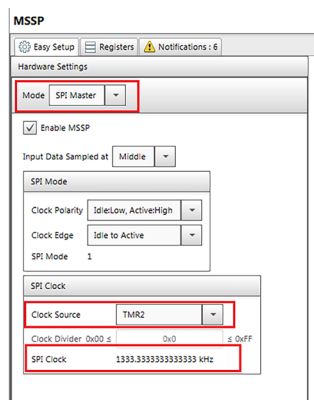 MSSP
Easy Setup Registers Notifications : 6
Hardware Settings
Mode SPI Master
Enable MSSP
Input Data Sampled at Middle
SPI Mode
Clock Polarity Idle:Low, Active:High
Clock Edge Idle to Active
SPI Mode 1
SPI Clock
Clock Source TMR2
Clock Divider 0x00 ≤ 0x0 ≤ 0xFF
SPI Clock 1333.3333333333333 kHz